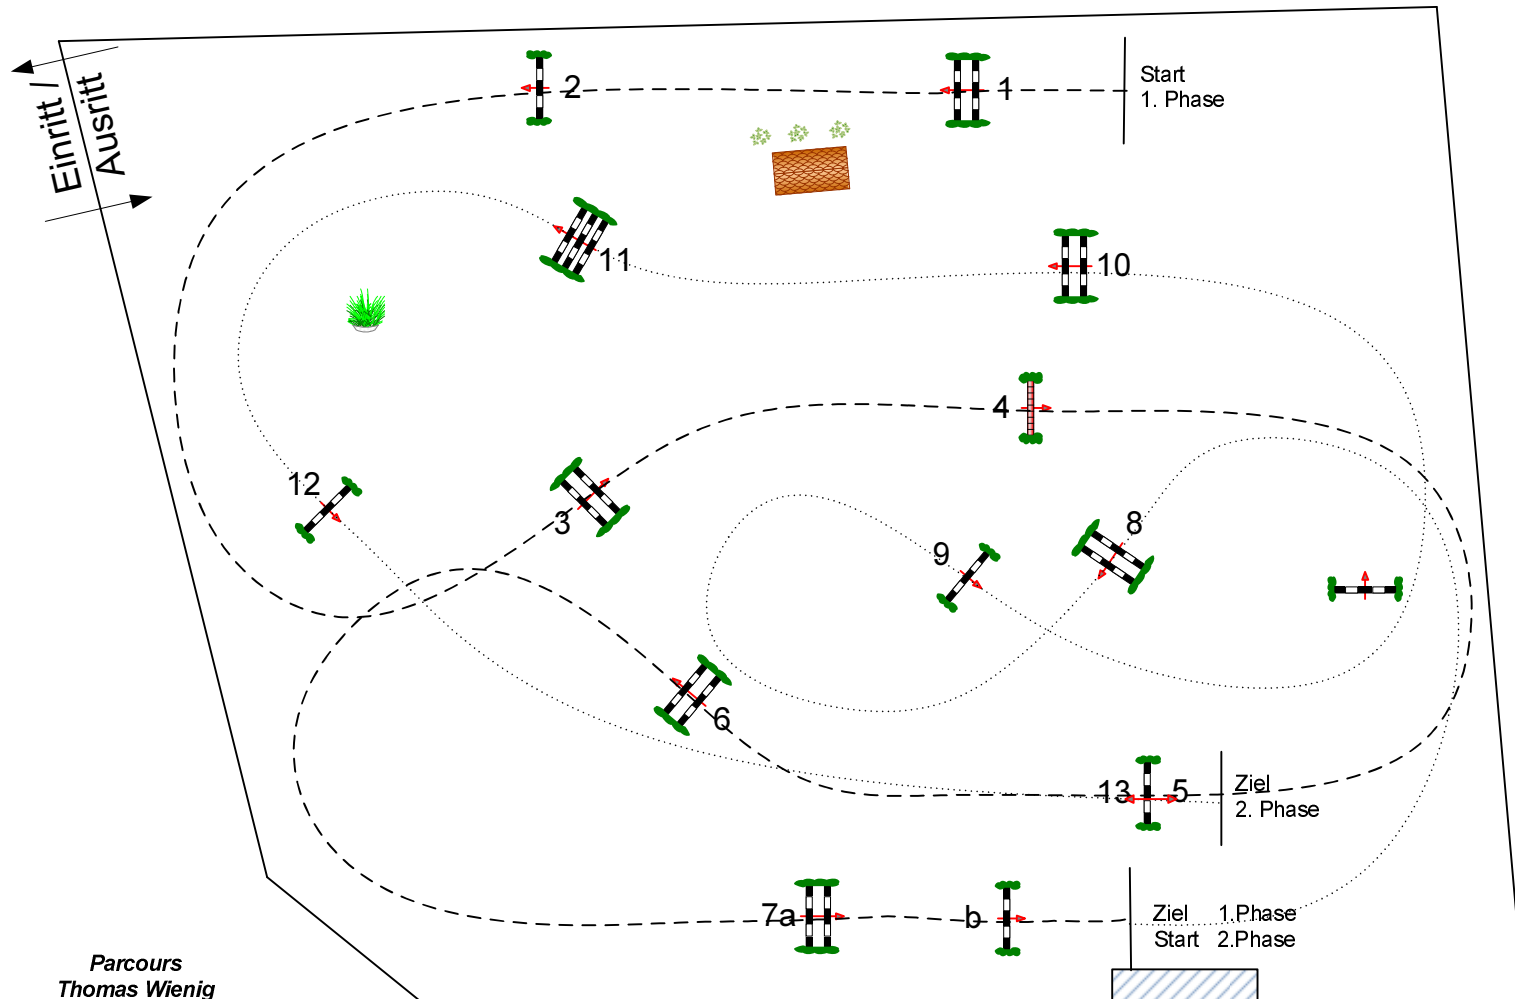 Einritt /
Ausritt
2
1
Start
1. Phase
11
10
4
12
3
9
8
6
13
5
Ziel
2. Phase
7a
b
Ziel 1.Phase
Start 2.Phase
Parcours
Thomas Wienig